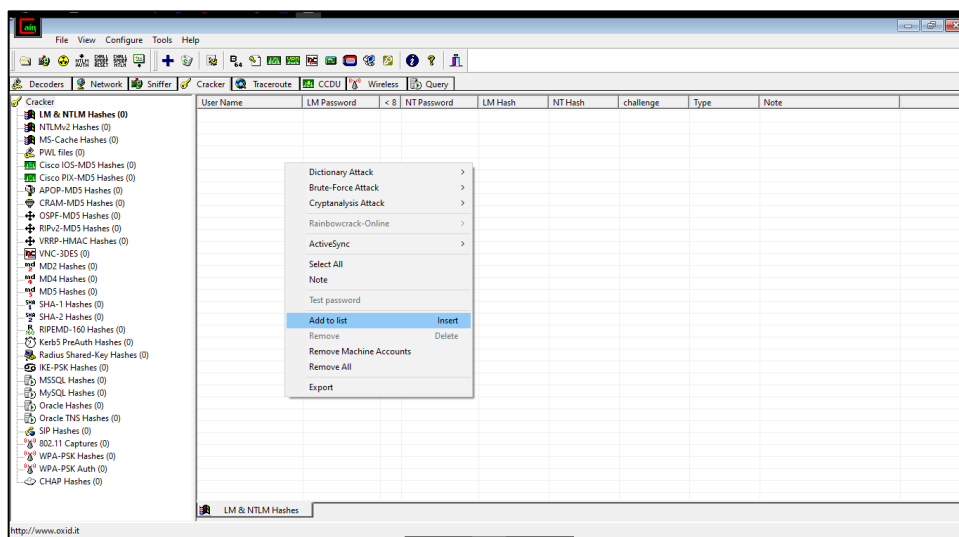 ain
File View Configure Tools Help
Decoders Network Sniffer Cracker Traceroute CCDU Wireless Query
Cracker
LM & NTLM Hashes (0)
NTLMv2 Hashes (0)
MS-Cache Hashes (0)
PWL files (0)
Cisco IOS-MD5 Hashes (0)
Cisco PIX-MD5 Hashes (0)
APOP-MD5 Hashes (0)
CRAM-MD5 Hashes (0)
OSPF-MD5 Hashes (0)
RIPv2-MD5 Hashes (0)
VRRP-HMAC Hashes (0)
VNC-3DES (0)
MD2 Hashes (0)
MD4 Hashes (0)
MD5 Hashes (0)
SHA-1 Hashes (0)
SHA-2 Hashes (0)
RIPEMD-160 Hashes (0)
Kerb5 PreAuth Hashes (0)
Radius Shared-Key Hashes (0)
IKE-PSK Hashes (0)
MSSQL Hashes (0)
MySQL Hashes (0)
Oracle Hashes (0)
Oracle TNS Hashes (0)
SIP Hashes (0)
802.11 Captures (0)
WPA-PSK Hashes (0)
WPA-PSK Auth (0)
CHAP Hashes (0)
User Name LM Password < 8 NT Password LM Hash NT Hash challenge Type Note
Dictionary Attack
Brute-Force Attack
Cryptanalysis Attack
Rainbowcrack-Online
ActiveSync
Select All
Note
Test password
Add to list Insert
Remove Delete
Remove Machine Accounts
Remove All
Export
LM & NTLM Hashes
http://www.oxid.it